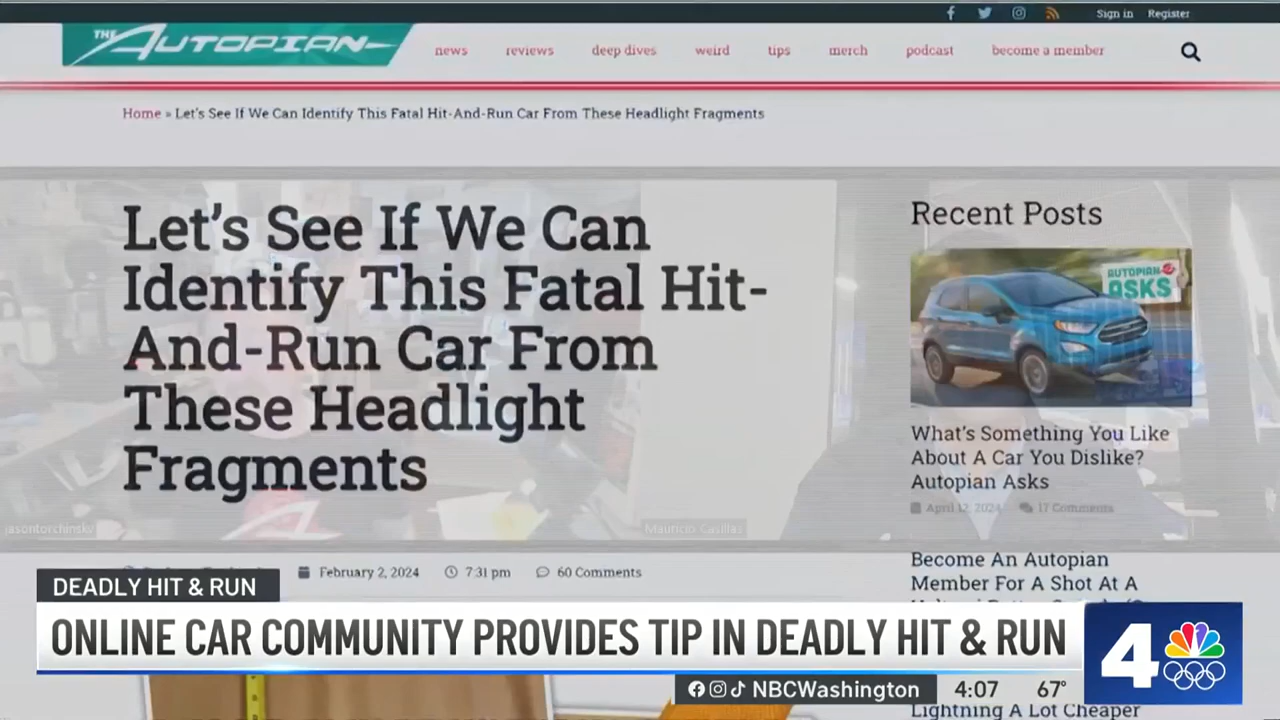 Sign in Register
THE AUTOPIAN
news reviews deep dives weird tips merch podcast become a member
Home » Let's See If We Can Identify This Fatal Hit-And-Run Car From These Headlight Fragments
Let's See If We Can
Identify This Fatal Hit-
And-Run Car From
These Headlight
Fragments
jasontorchinsky
Mauricio Casillas
February 2, 2024 7:31 pm 60 Comments
Recent Posts
AUTOPIAN
ASKS
What's Something You Like
About A Car You Dislike?
Autopian Asks
April 12, 2024 17 Comments
Become An Autopian
Member For A Shot At A
Lightning A Lot Cheaper
DEADLY HIT & RUN
ONLINE CAR COMMUNITY PROVIDES TIP IN DEADLY HIT & RUN
4
NBCWashington 4:07 67°